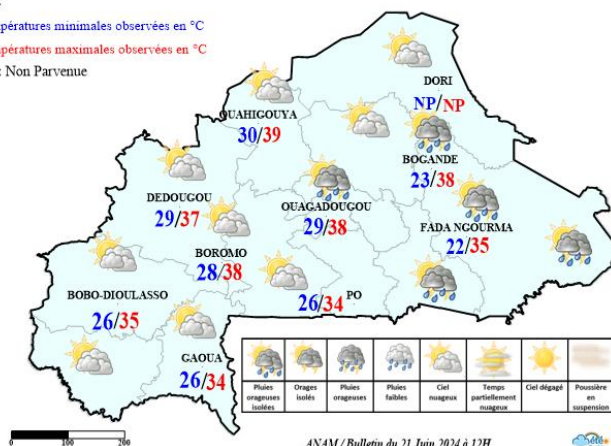 pératures minimales observées en °C
pératures maximales observées en °C
: Non Parvenue
DORI
NP/NP
OUAHIGOUYA
30/39
BOGANDE
23/38
DEDOUGOU
29/37
OUAGADOUGOU
29/38
FADA NGOURMA
22/35
BOROMO
28/38
BOBO-DIOULASSO
26/35
26/34 PO
GAOUA
26/34
Pluies orageuses isolées
Orages isolés
Pluies orageuses
Pluies faibles
Ciel nuageux
Temps partiellement nuageux
Ciel dégagé
Poussière en suspension
100 200
ANAM / Bulletin du 21 Juin 2024 à 12H